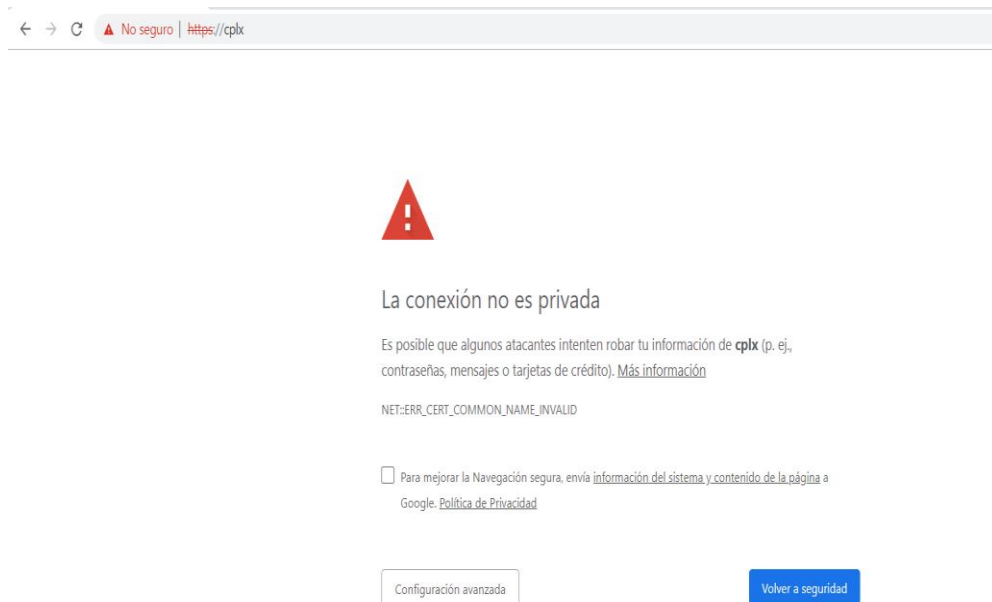 No seguro | https://cplx
La conexión no es privada
Es posible que algunos atacantes intenten robar tu información de cplx (p. ej.,
contraseñas, mensajes o tarjetas de crédito). Más información
NET::ERR_CERT_COMMON_NAME_INVALID
Para mejorar la Navegación segura, envía información del sistema y contenido de la página a
Google. Política de Privacidad
Configuración avanzada
Volver a seguridad